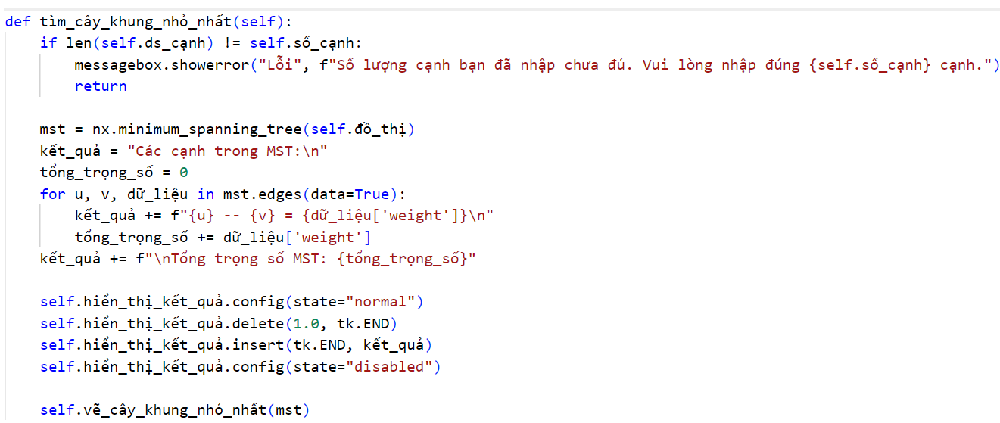 def tìm_cây_khung_nhỏ_nhất(self):
    if len(self.ds_cạnh) != self.số_cạnh:
        messagebox.showerror("Lỗi", f"Số lượng cạnh bạn đã nhập chưa đủ. Vui lòng nhập đúng {self.số_cạnh} cạnh.")
        return

    mst = nx.minimum_spanning_tree(self.đồ_thị)
    kết_quả = "Các cạnh trong MST:\n"
    tổng_trọng_số = 0
    for u, v, dữ_liệu in mst.edges(data=True):
        kết_quả += f"{u} -- {v} = {dữ_liệu['weight']}\n"
        tổng_trọng_số += dữ_liệu['weight']
    kết_quả += f"\nTổng trọng số MST: {tổng_trọng_số}"

    self.hiển_thị_kết_quả.config(state="normal")
    self.hiển_thị_kết_quả.delete(1.0, tk.END)
    self.hiển_thị_kết_quả.insert(tk.END, kết_quả)
    self.hiển_thị_kết_quả.config(state="disabled")

    self.vẽ_cây_khung_nhỏ_nhất(mst)